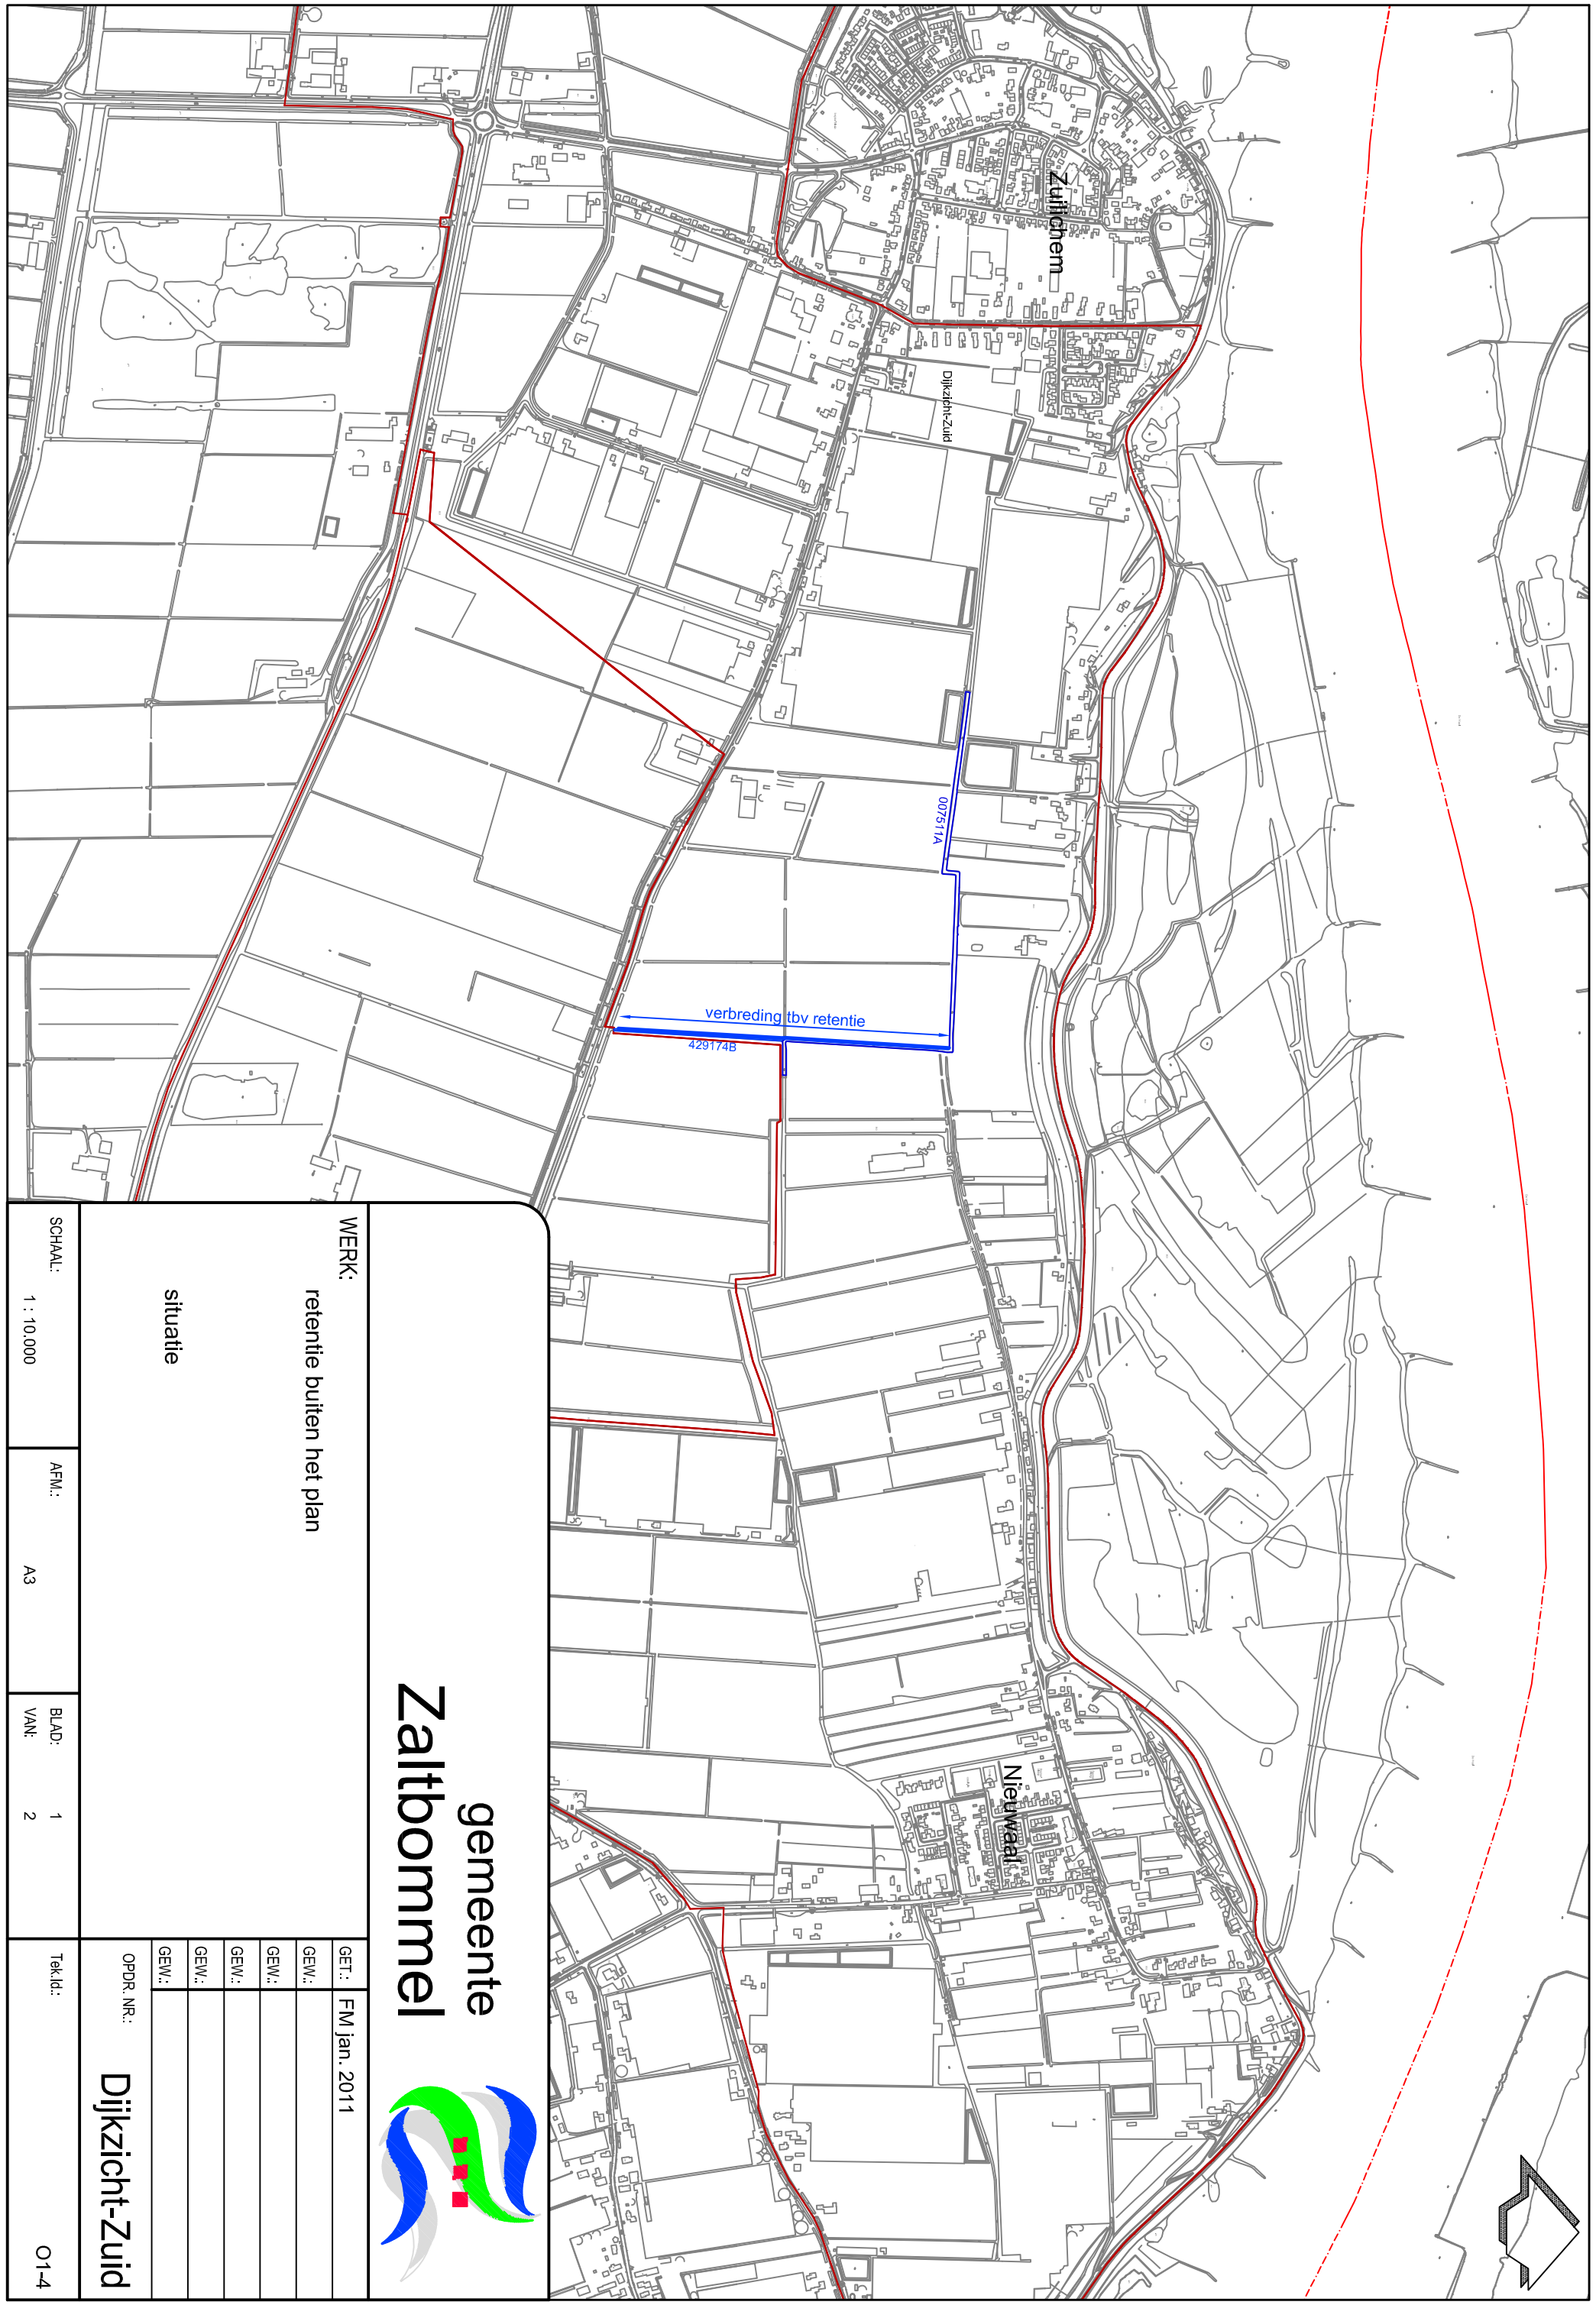 Zuilichem
Dijkzicht-Zuid
007511A
verbreding tbv retentie
429174B
Nieuwaal
gemeente
Zaltbommel
WERK:
retentie buiten het plan
situatie
GET.: FM jan. 2011
GEW.:
GEW.:
GEW.:
GEW.:
GEW.:
OPDR. NR.:
Dijkzicht-Zuid
SCHAAL:
1 : 10.000
AFM.:
A3
BLAD: 1
VAN: 2
Tek.Id.:
O1-4